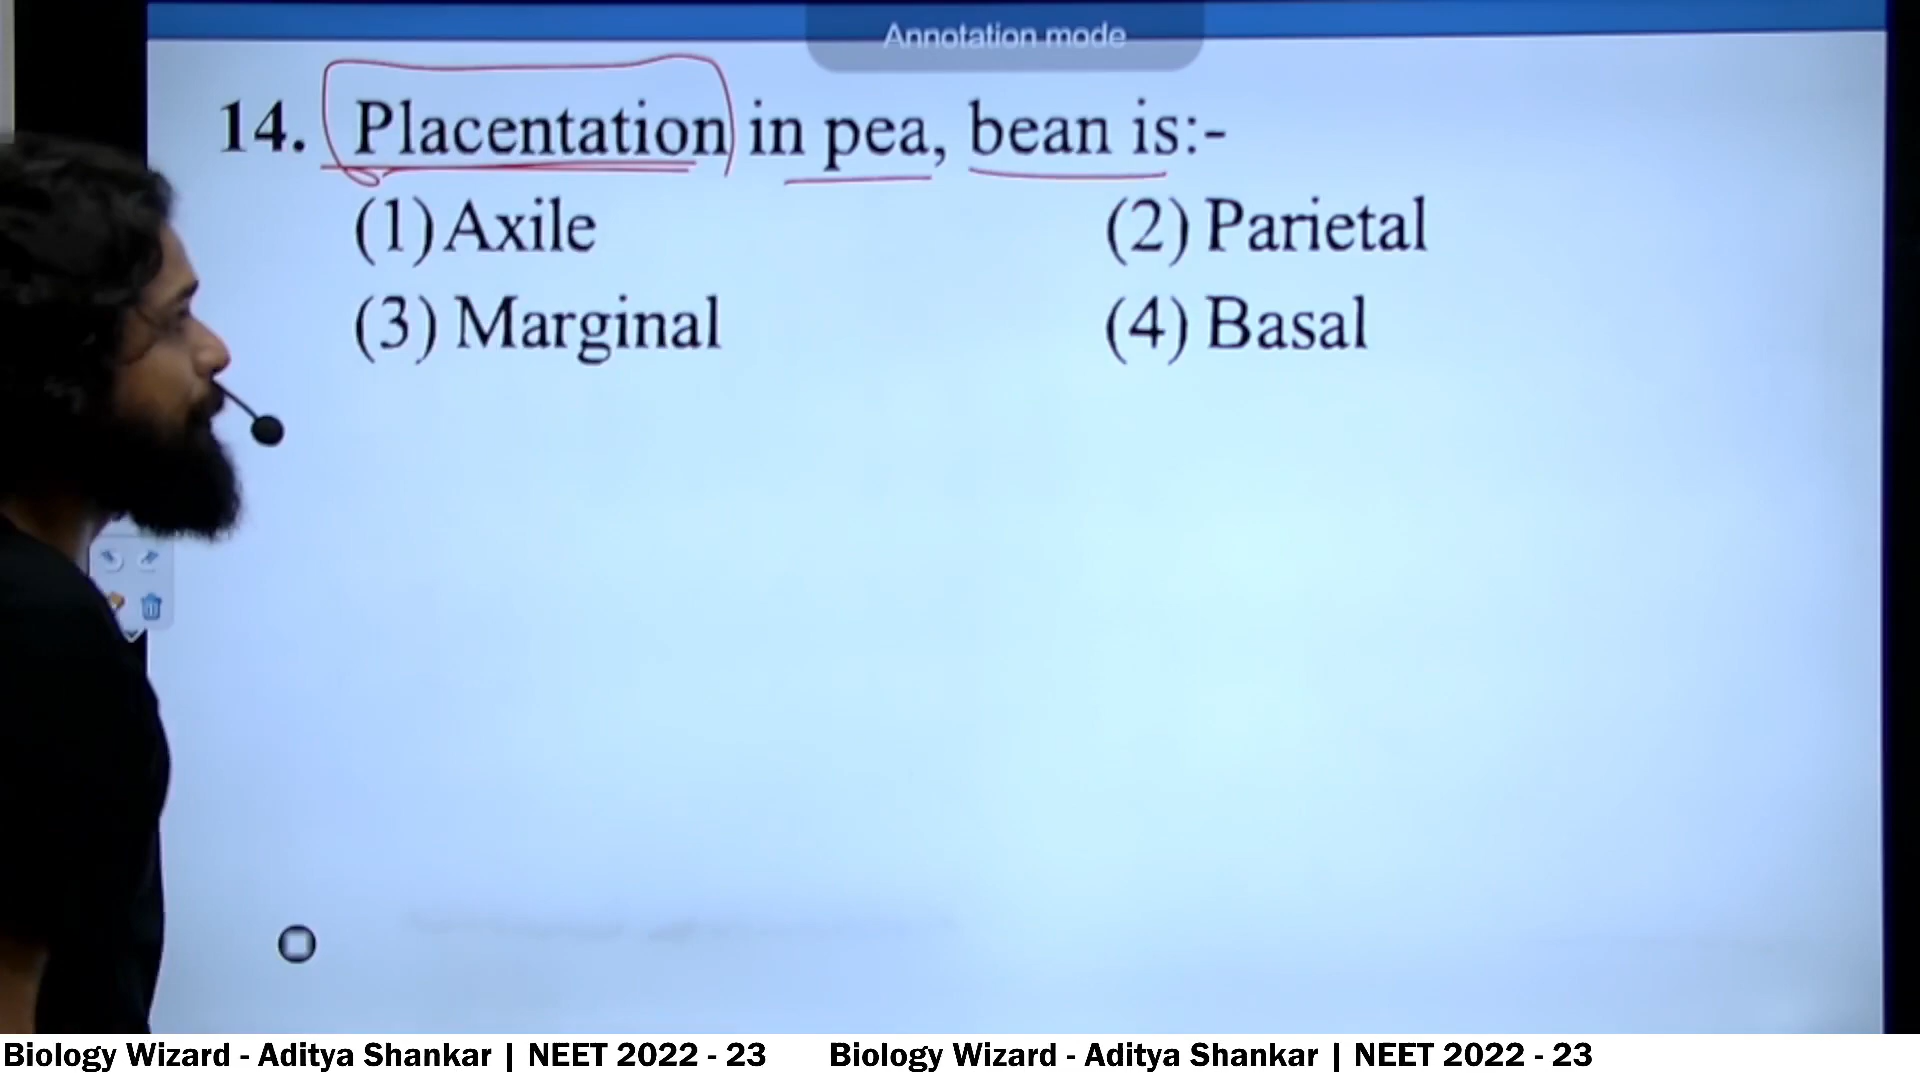 Annotation mode
14. Placentation in pea, bean is:-
(1) Axile (2) Parietal
(3) Marginal (4) Basal
Biology Wizard - Aditya Shankar | NEET 2022 - 23 Biology Wizard - Aditya Shankar | NEET 2022 - 23